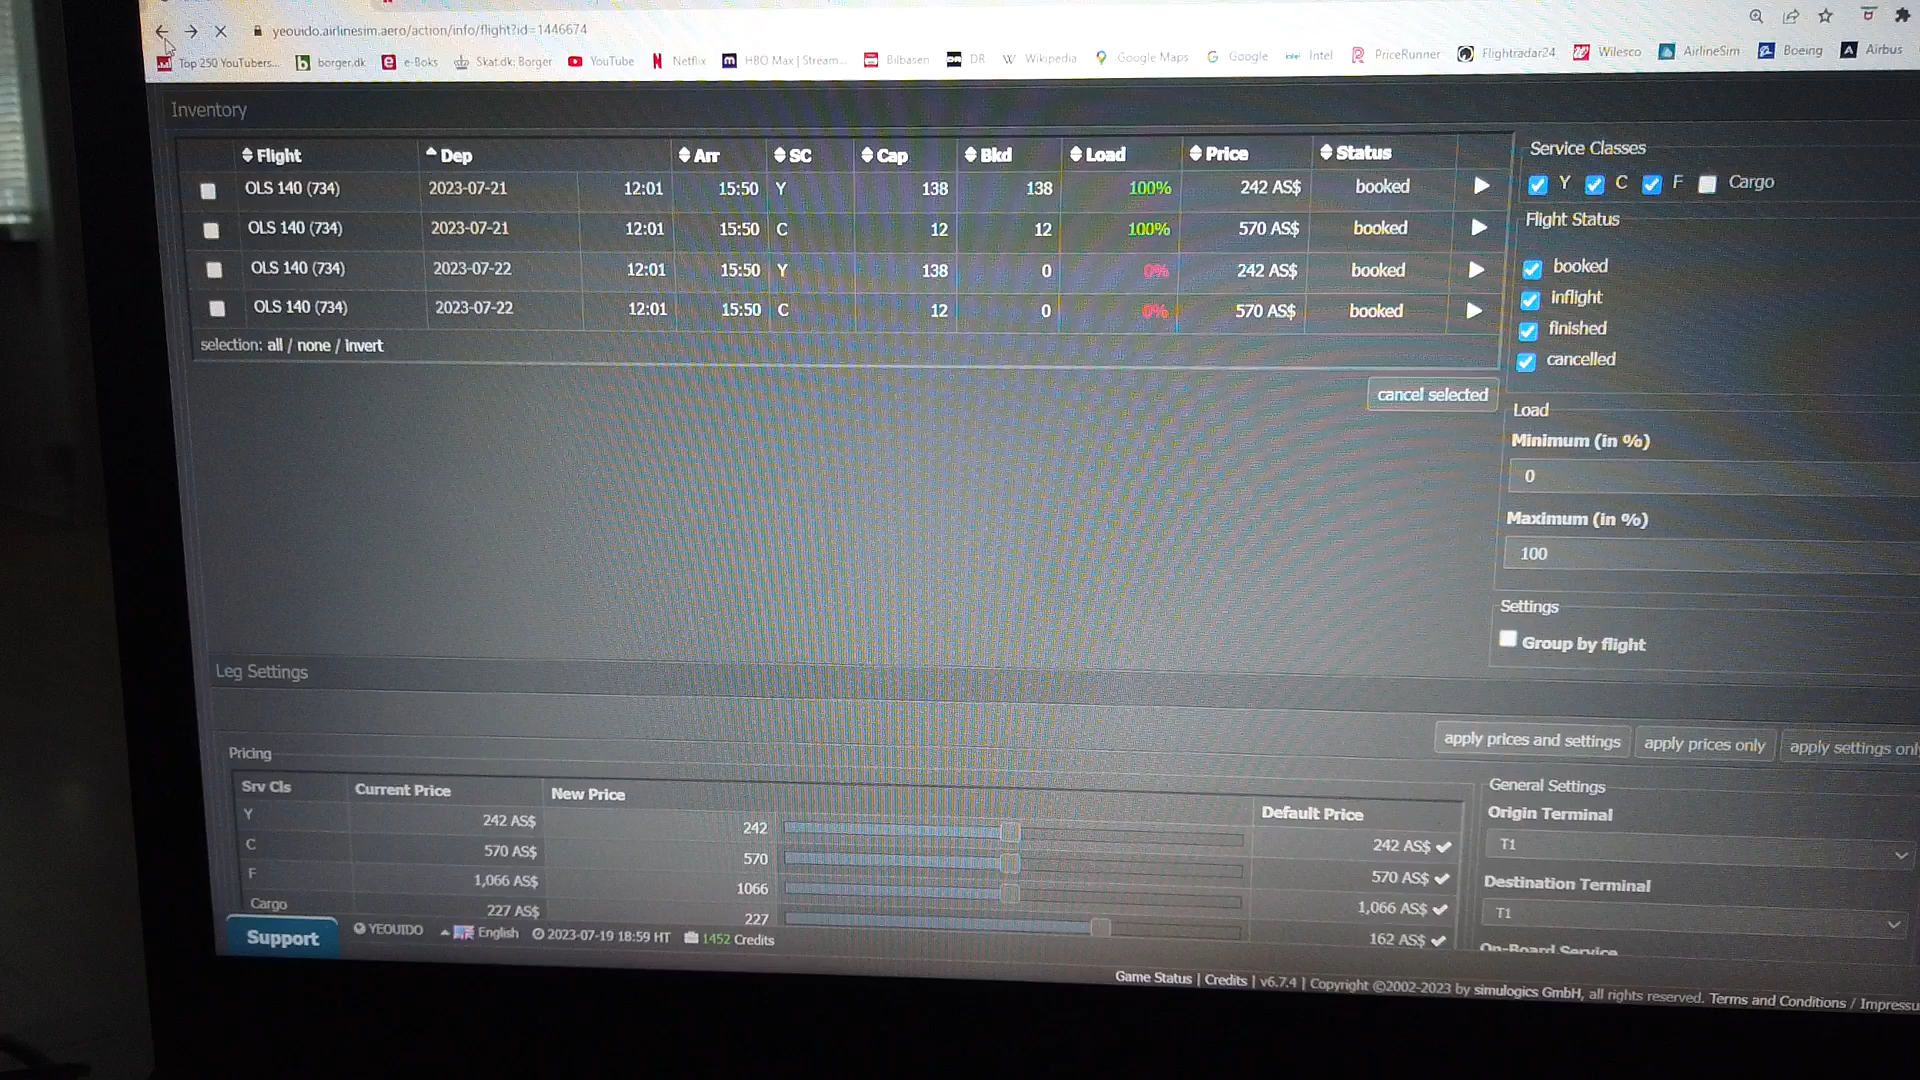 yeouido.airlinesim.aero/action/info/flight?id=1446674
Top 250 YouTubers... borger.dk e-Boks Skat.dk: Borger YouTube Netflix HBO Max | Stream... Bilbasen DR Wikipedia Google Maps Google Intel PriceRunner Flightradar24 Wilesco AirlineSim Boeing Airbus
Inventory
Flight Dep Arr SC Cap Bkd Load Price Status
OLS 140 (734) 2023-07-21 12:01 15:50 Y 138 138 100% 242 AS$ booked
OLS 140 (734) 2023-07-21 12:01 15:50 C 12 12 100% 570 AS$ booked
OLS 140 (734) 2023-07-22 12:01 15:50 Y 138 0 0% 242 AS$ booked
OLS 140 (734) 2023-07-22 12:01 15:50 C 12 0 0% 570 AS$ booked
selection: all / none / invert
cancel selected
Service Classes
Y C F Cargo
Flight Status
booked
inflight
finished
cancelled
Load
Minimum (in %)
0
Maximum (in %)
100
Settings
Group by flight
Leg Settings
apply prices and settings apply prices only apply settings only
Pricing
Srv Cls Current Price New Price Default Price
Y 242 AS$ 242 242 AS$
C 570 AS$ 570 570 AS$
F 1,066 AS$ 1066 1,066 AS$
Cargo 227 AS$ 227 162 AS$
General Settings
Origin Terminal
T1
Destination Terminal
T1
On-Board Service
Support YEOUIDO English 2023-07-19 18:59 HT 1452 Credits
Game Status | Credits | v6.7.4 | Copyright ©2002-2023 by simulogics GmbH, all rights reserved. Terms and Conditions / Impressu